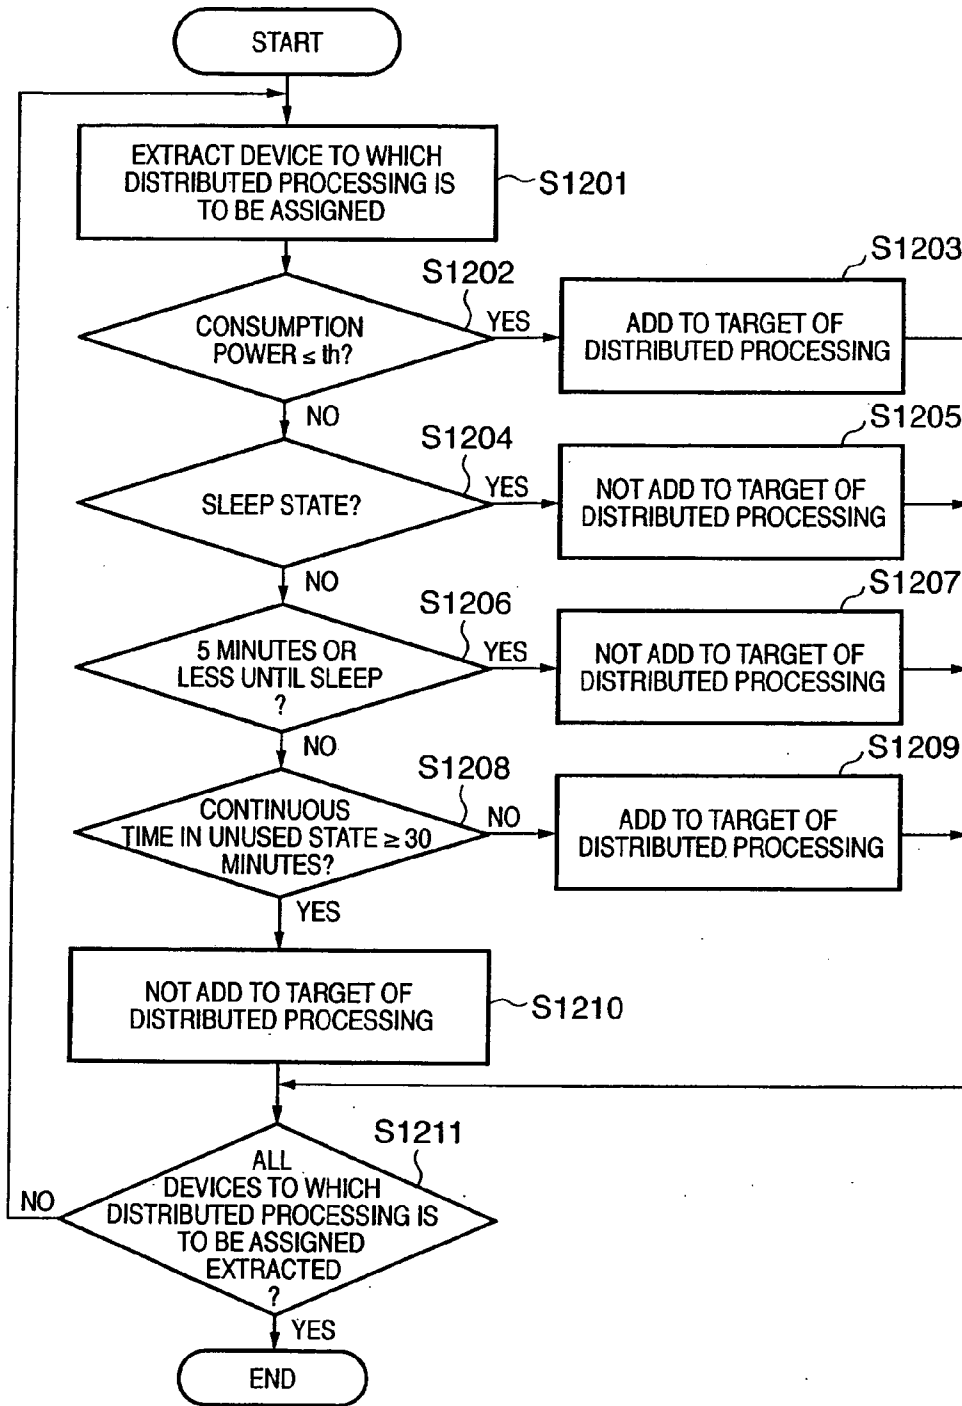 START
EXTRACT DEVICE TO WHICH
DISTRIBUTED PROCESSING IS
TO BE ASSIGNED
S1201
S1202
CONSUMPTION
POWER ≤ th?
YES
NO
S1203
ADD TO TARGET OF
DISTRIBUTED PROCESSING
S1204
SLEEP STATE?
YES
NO
S1205
NOT ADD TO TARGET OF
DISTRIBUTED PROCESSING
S1206
5 MINUTES OR
LESS UNTIL SLEEP
?
YES
NO
S1207
NOT ADD TO TARGET OF
DISTRIBUTED PROCESSING
S1208
CONTINUOUS
TIME IN UNUSED STATE ≥ 30
MINUTES?
NO
YES
S1209
ADD TO TARGET OF
DISTRIBUTED PROCESSING
NOT ADD TO TARGET OF
DISTRIBUTED PROCESSING
S1210
S1211
ALL
DEVICES TO WHICH
DISTRIBUTED PROCESSING IS
TO BE ASSIGNED
EXTRACTED
?
NO
YES
END